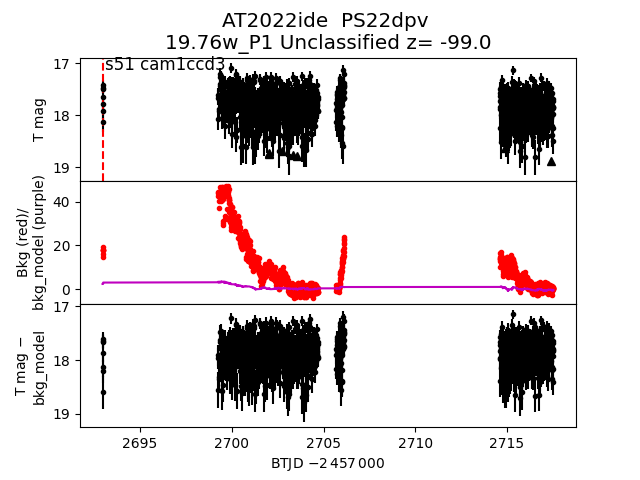 AT2022ide  PS22dpv
19.76w_P1 Unclassified z= -99.0
s51 cam1ccd3
T mag
17
18
19
Bkg (red)/
bkg_model (purple)
40
20
0
T mag −
bkg_model
17
18
19
2695
2700
2705
2710
2715
BTJD −2 457 000